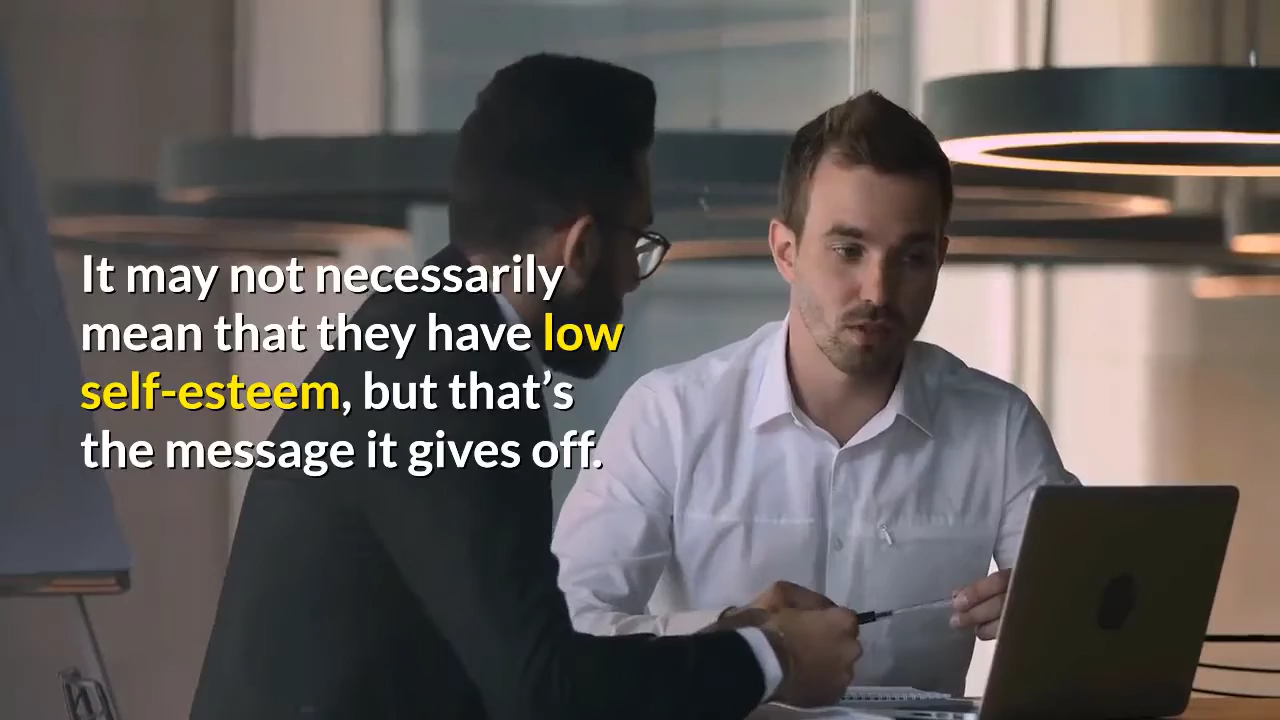 It may not necessarily
mean that they have low
self-esteem, but that’s
the message it gives off.